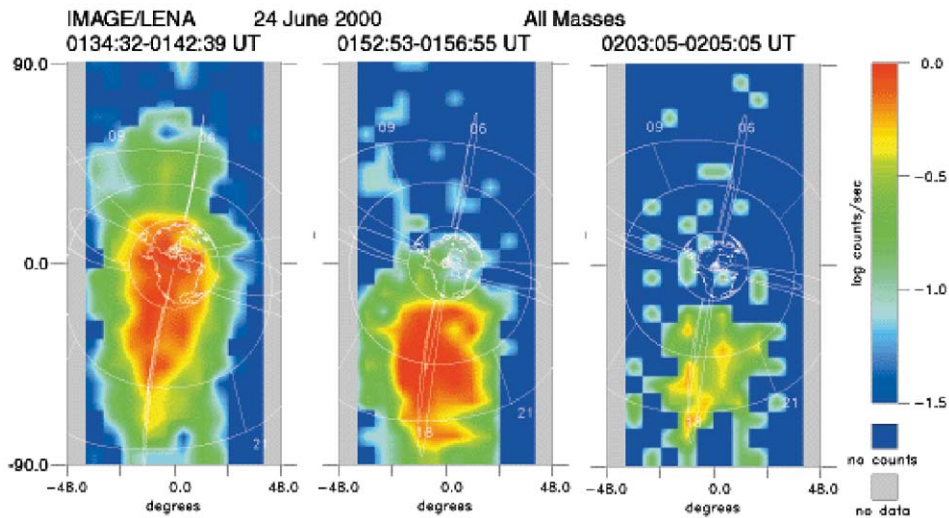 IMAGE/LENA 24 June 2000 All Masses
0134:32-0142:39 UT 0152:53-0156:55 UT 0203:05-0205:05 UT
90.0 0.0
09 06 09 06 09 06
-0.5
0.0 log counts/sec
-1.0
21 18 21 18 21 -1.5
no counts
-90.0
-48.0 0.0 48.0 -48.0 0.0 48.0 -48.0 0.0 48.0
degrees degrees degrees no data